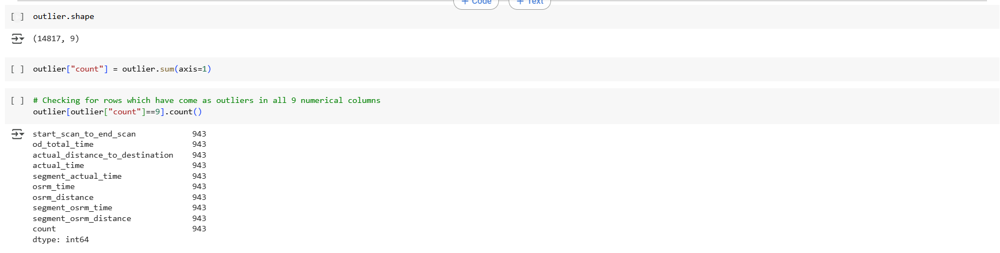 + Code + Text
[ ] outlier.shape
(14817, 9)
[ ] outlier["count"] = outlier.sum(axis=1)
[ ] # Checking for rows which have come as outliers in all 9 numerical columns
outlier[outlier["count"]==9].count()
start_scan_to_end_scan 943
od_total_time 943
actual_distance_to_destination 943
actual_time 943
segment_actual_time 943
osrm_time 943
osrm_distance 943
segment_osrm_time 943
segment_osrm_distance 943
count 943
dtype: int64